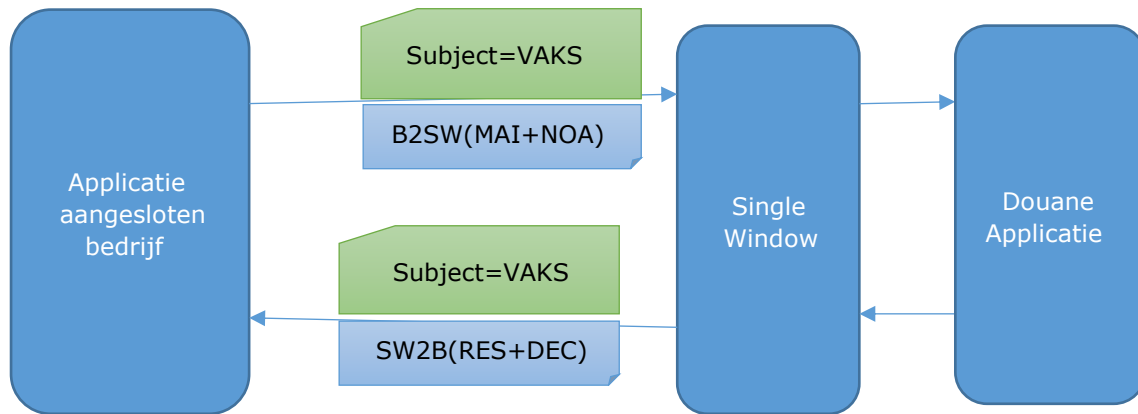 Applicatie
aangesloten
bedrijf
Subject=VAKS
B2SW(MAI+NOA)
Subject=VAKS
SW2B(RES+DEC)
Single
Window
Douane
Applicatie